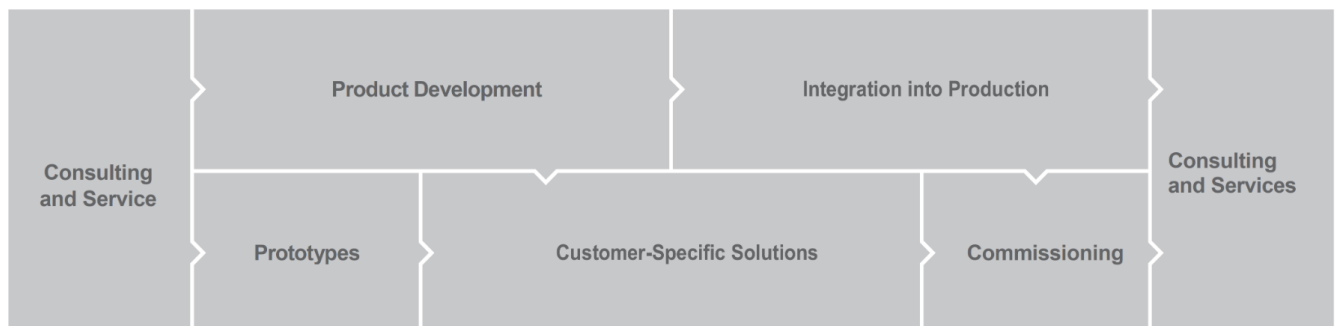 Consulting
and Service
Product Development
Integration into Production
Prototypes
Customer-Specific Solutions
Commissioning
Consulting
and Services